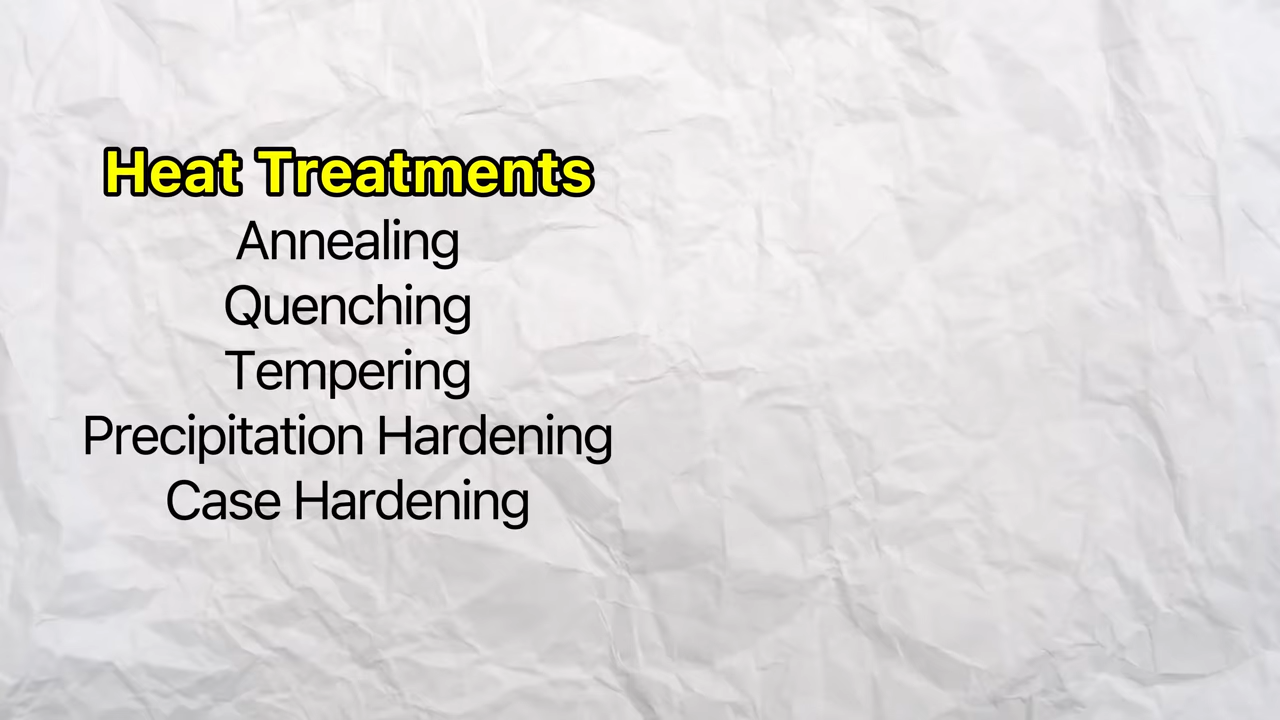 Heat Treatments
Annealing
Quenching
Tempering
Precipitation Hardening
Case Hardening